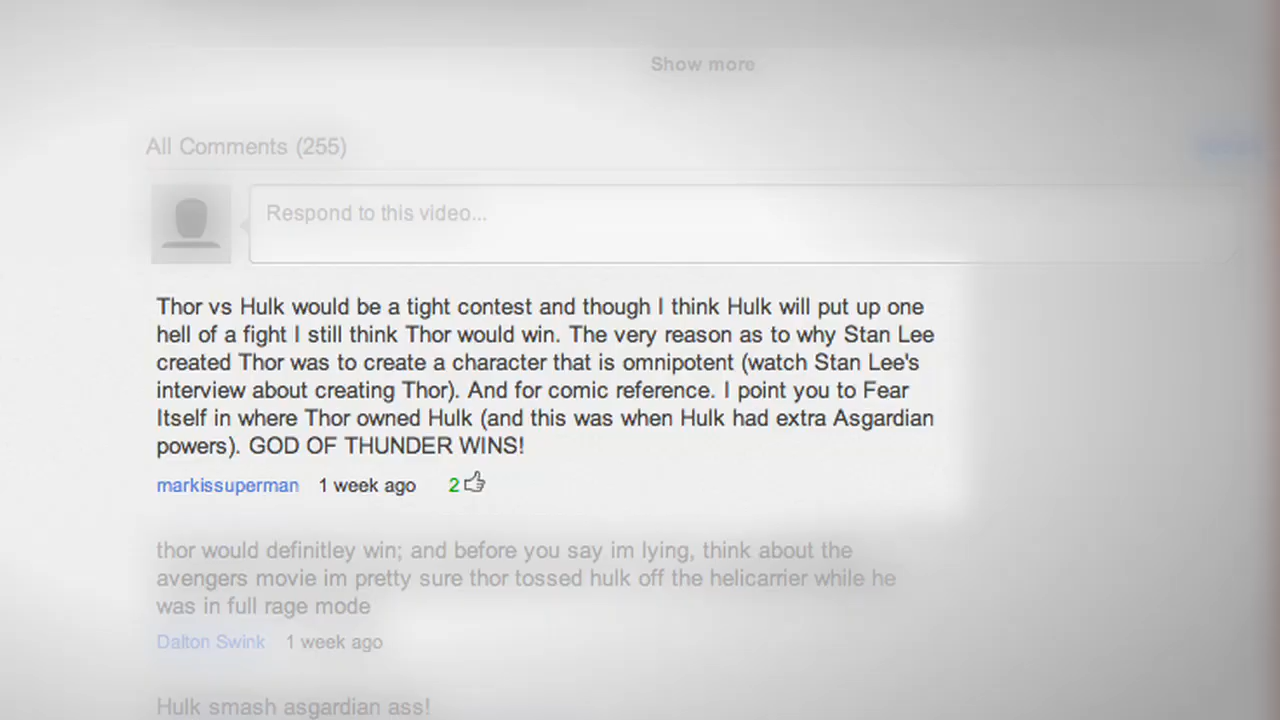 Show more
All Comments (255)
Respond to this video...
Thor vs Hulk would be a tight contest and though I think Hulk will put up one
hell of a fight I still think Thor would win. The very reason as to why Stan Lee
created Thor was to create a character that is omnipotent (watch Stan Lee's
interview about creating Thor). And for comic reference. I point you to Fear
Itself in where Thor owned Hulk (and this was when Hulk had extra Asgardian
powers). GOD OF THUNDER WINS!
markissuperman 1 week ago 2
thor would definitley win; and before you say im lying, think about the
avengers movie im pretty sure thor tossed hulk off the helicarrier while he
was in full rage mode
Dalton Swink 1 week ago
Hulk smash asgardian ass!